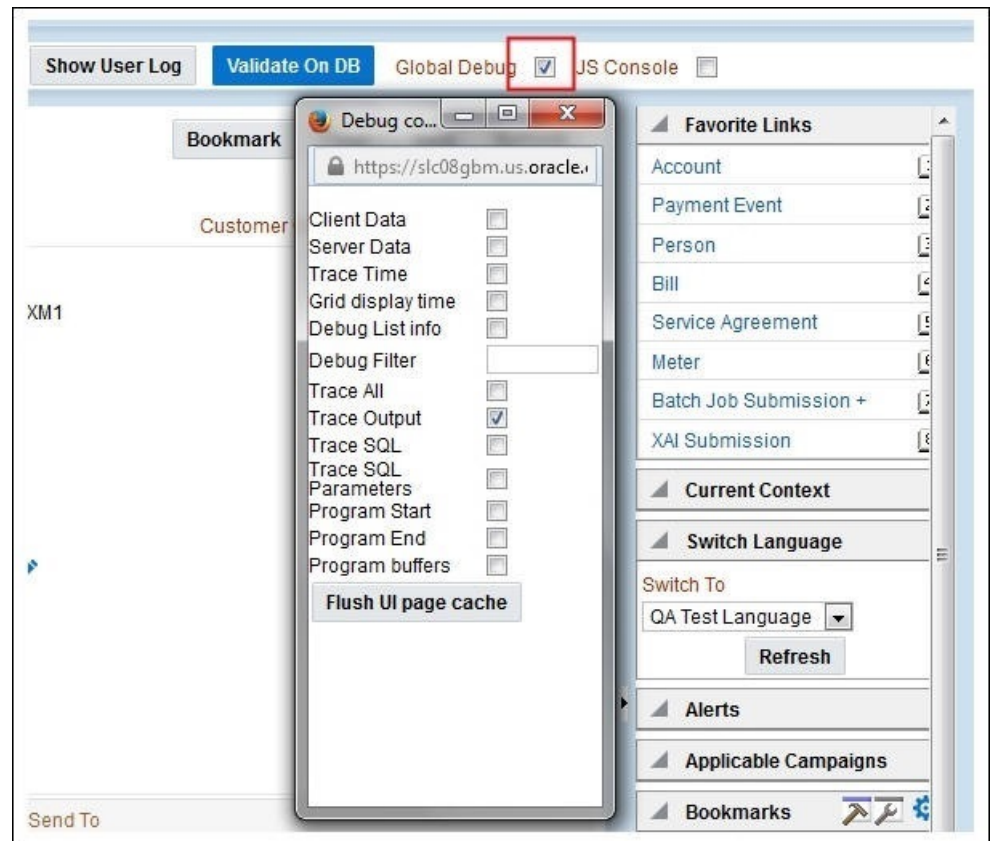 Show User Log Validate On DB Global Debug JS Console
Bookmark
Customer
XM1
Send To
Debug co...
https://slc08gbm.us.oracle.
Client Data
Server Data
Trace Time
Grid display time
Debug List info
Debug Filter
Trace All
Trace Output
Trace SQL
Trace SQL
Parameters
Program Start
Program End
Program buffers
Flush UI page cache
Favorite Links
Account
Payment Event
Person
Bill
Service Agreement
Meter
Batch Job Submission +
XAI Submission
Current Context
Switch Language
Switch To
QA Test Language
Refresh
Alerts
Applicable Campaigns
Bookmarks